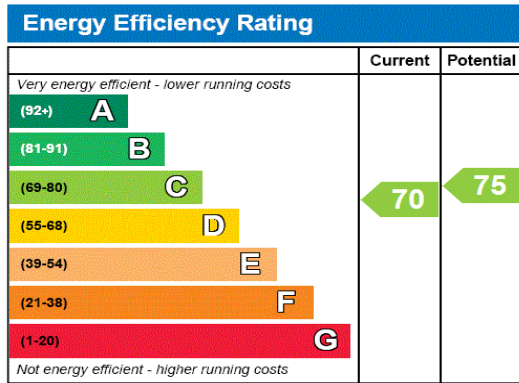 Energy Efficiency Rating
Current Potential
Very energy efficient - lower running costs
(92+) A
(81-91) B
(69-80) C
(55-68) D
(39-54) E
(21-38) F
(1-20) G
70 75
Not energy efficient - higher running costs